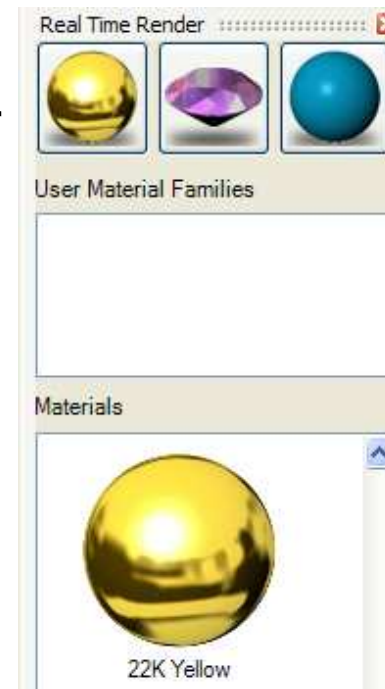 Real Time Render
User Material Families
Materials
22K Yellow